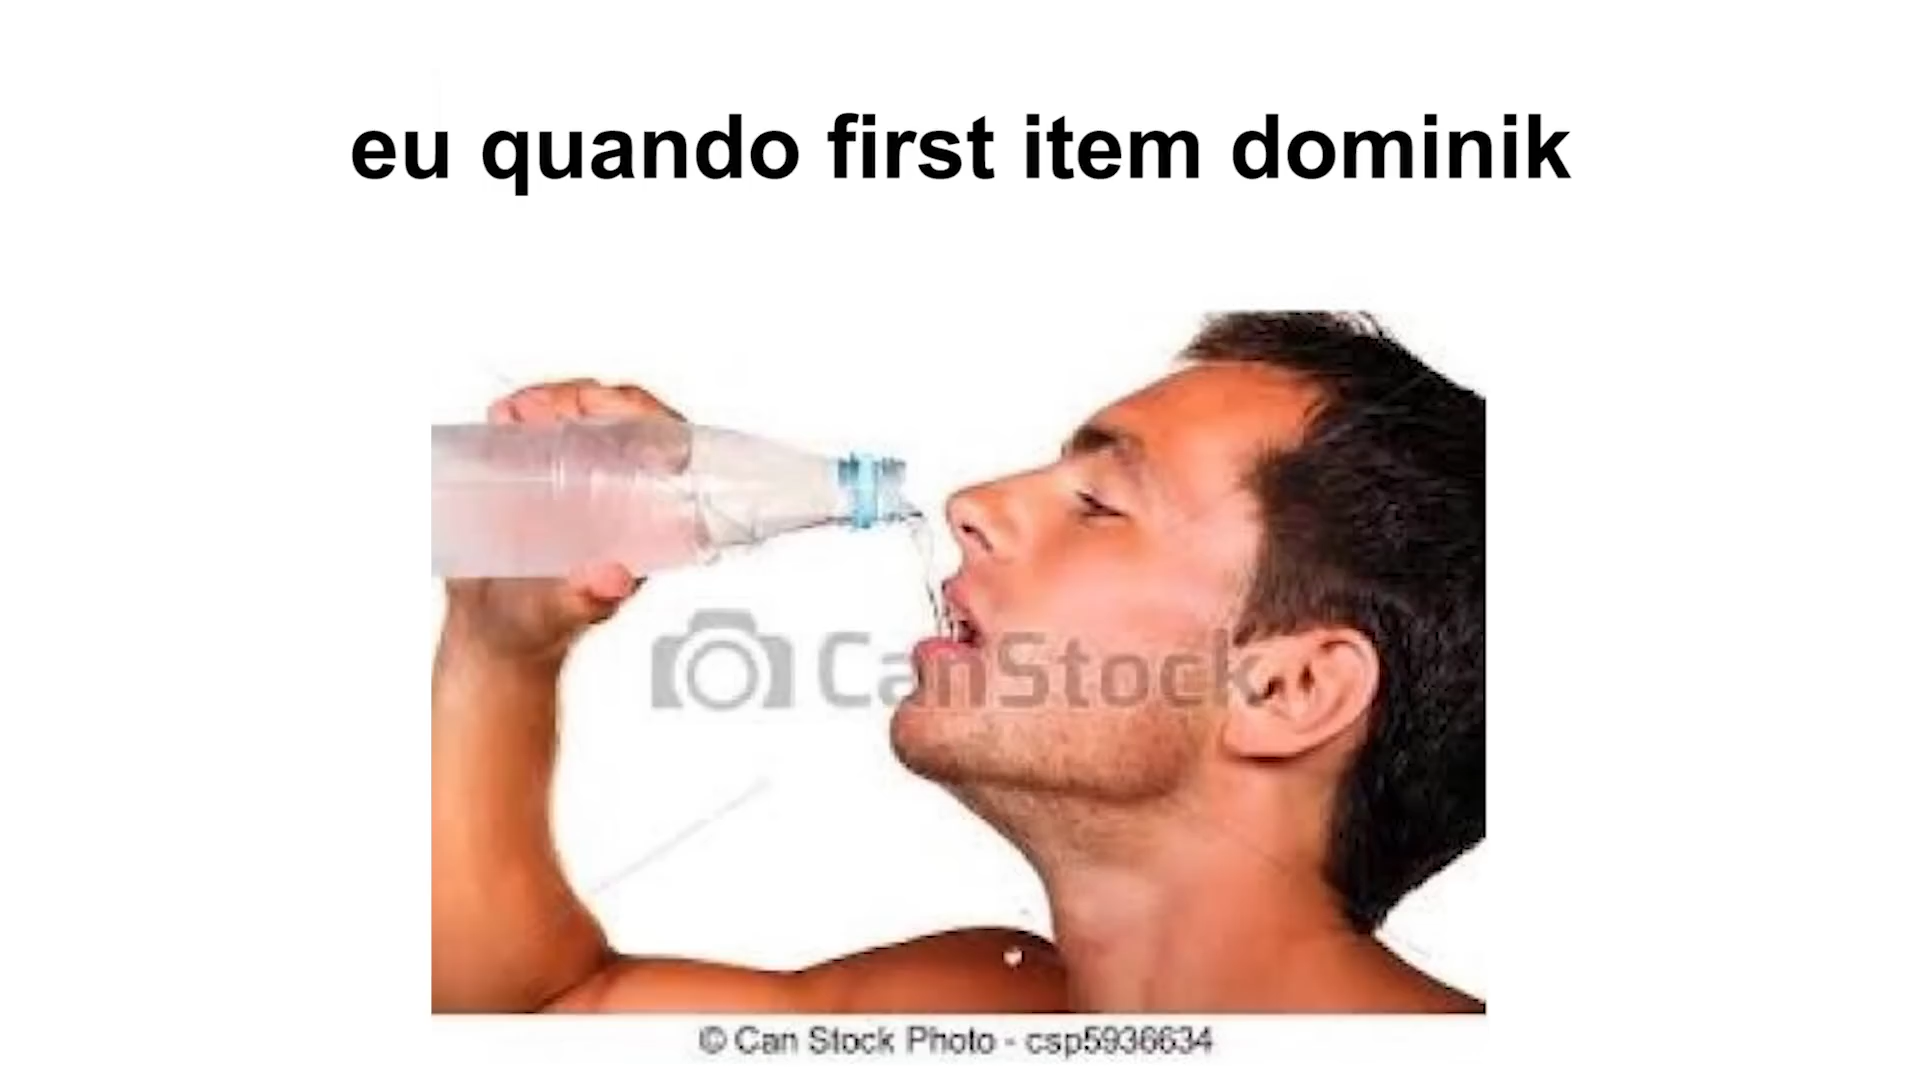 eu quando first item dominik
CanStock
© Can Stock Photo - csp5936634